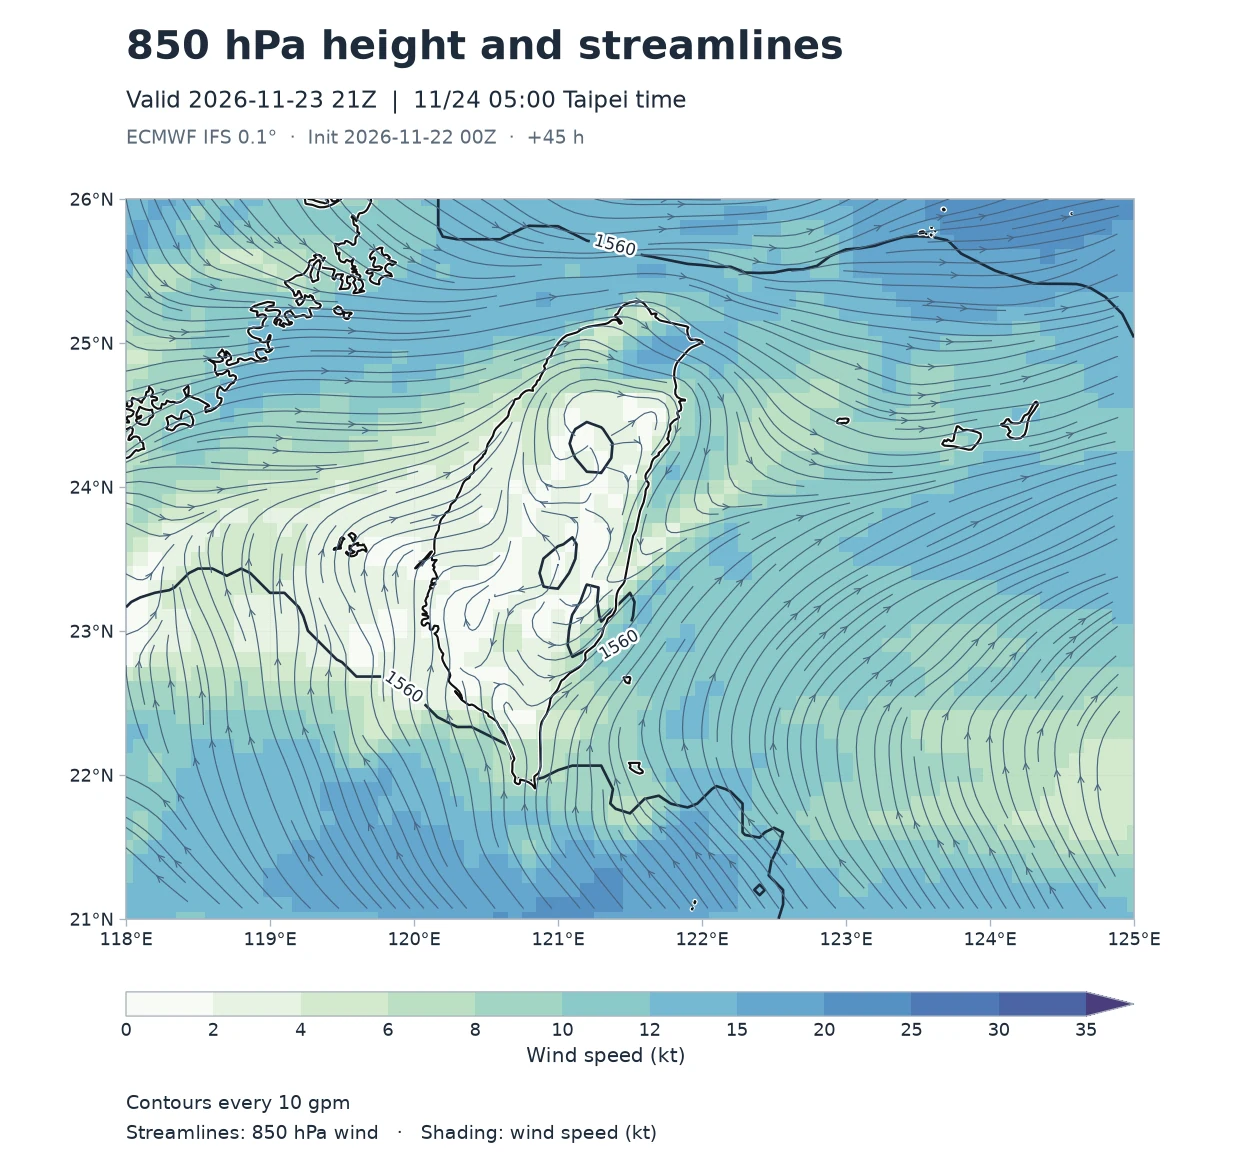 850 hPa height and streamlines
Valid 2026-11-23 21Z | 11/24 05:00 Taipei time
ECMWF IFS 0.1° · Init 2026-11-22 00Z · +45 h
26°N
25°N
24°N
23°N
22°N
21°N
1560
1560
1560
118°E 119°E 120°E 121°E 122°E 123°E 124°E 125°E
0 2 4 6 8 10 12 15 20 25 30 35
Wind speed (kt)
Contours every 10 gpm
Streamlines: 850 hPa wind · Shading: wind speed (kt)